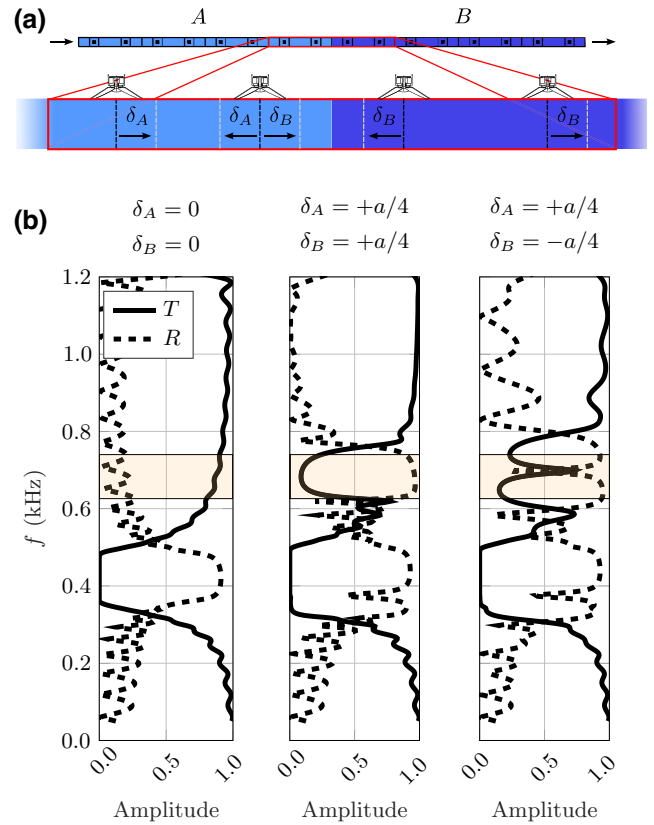 (a)
A B
δ_A δ_A δ_B δ_B δ_B
(b)
δ_A = 0 δ_A = +a/4 δ_A = +a/4
δ_B = 0 δ_B = +a/4 δ_B = −a/4
1.2
T
R
1.0
0.8
0.6
0.4
0.2
0.0
f (kHz)
0.0 0.5 1.0 0.0 0.5 1.0 0.0 0.5 1.0
Amplitude Amplitude Amplitude